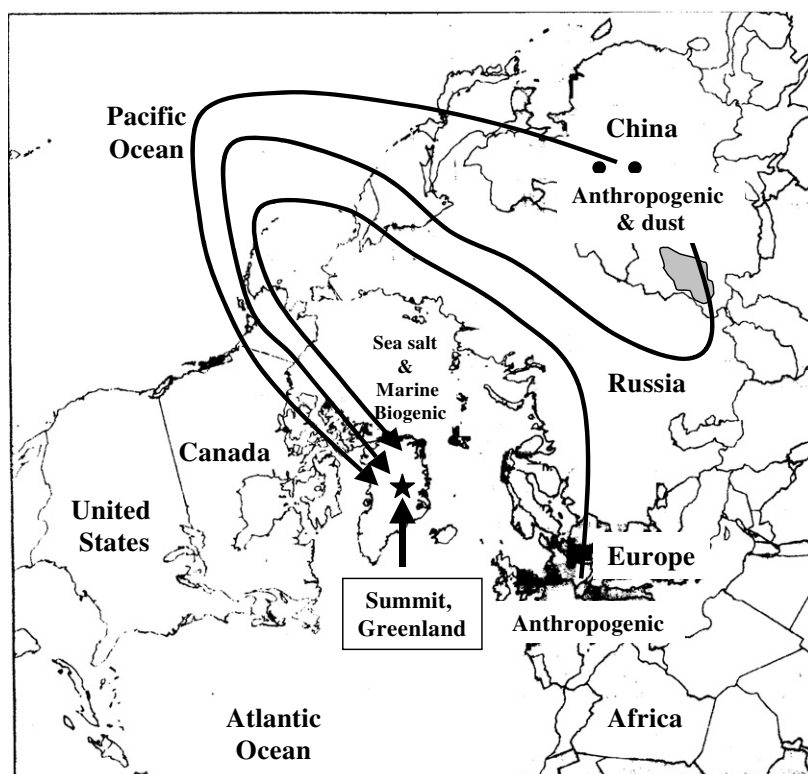 Pacific
Ocean
China
Anthropogenic
& dust
Sea salt
&
Marine
Biogenic
Russia
Canada
United
States
Europe
Summit,
Greenland
Anthropogenic
Atlantic
Ocean
Africa